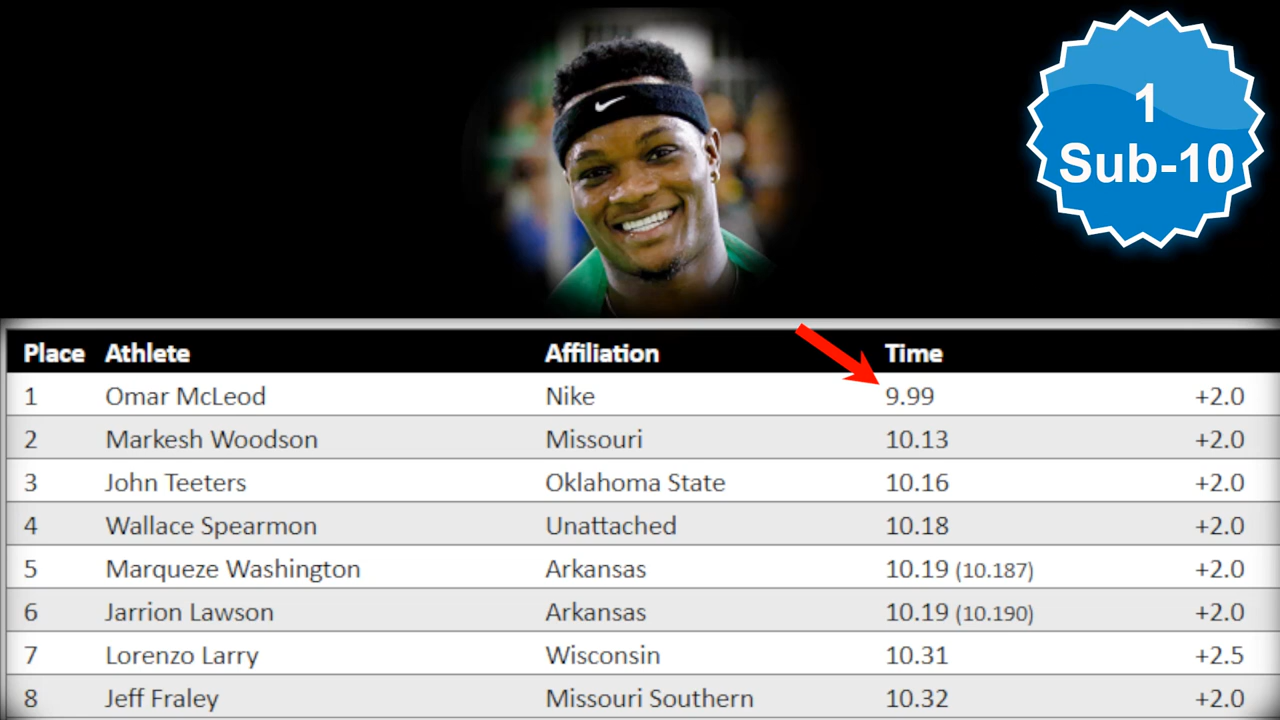 1
Sub-10
Place Athlete Affiliation Time
1 Omar McLeod Nike 9.99 +2.0
2 Markesh Woodson Missouri 10.13 +2.0
3 John Teeters Oklahoma State 10.16 +2.0
4 Wallace Spearmon Unattached 10.18 +2.0
5 Marqueze Washington Arkansas 10.19 (10.187) +2.0
6 Jarrion Lawson Arkansas 10.19 (10.190) +2.0
7 Lorenzo Larry Wisconsin 10.31 +2.5
8 Jeff Fraley Missouri Southern 10.32 +2.0